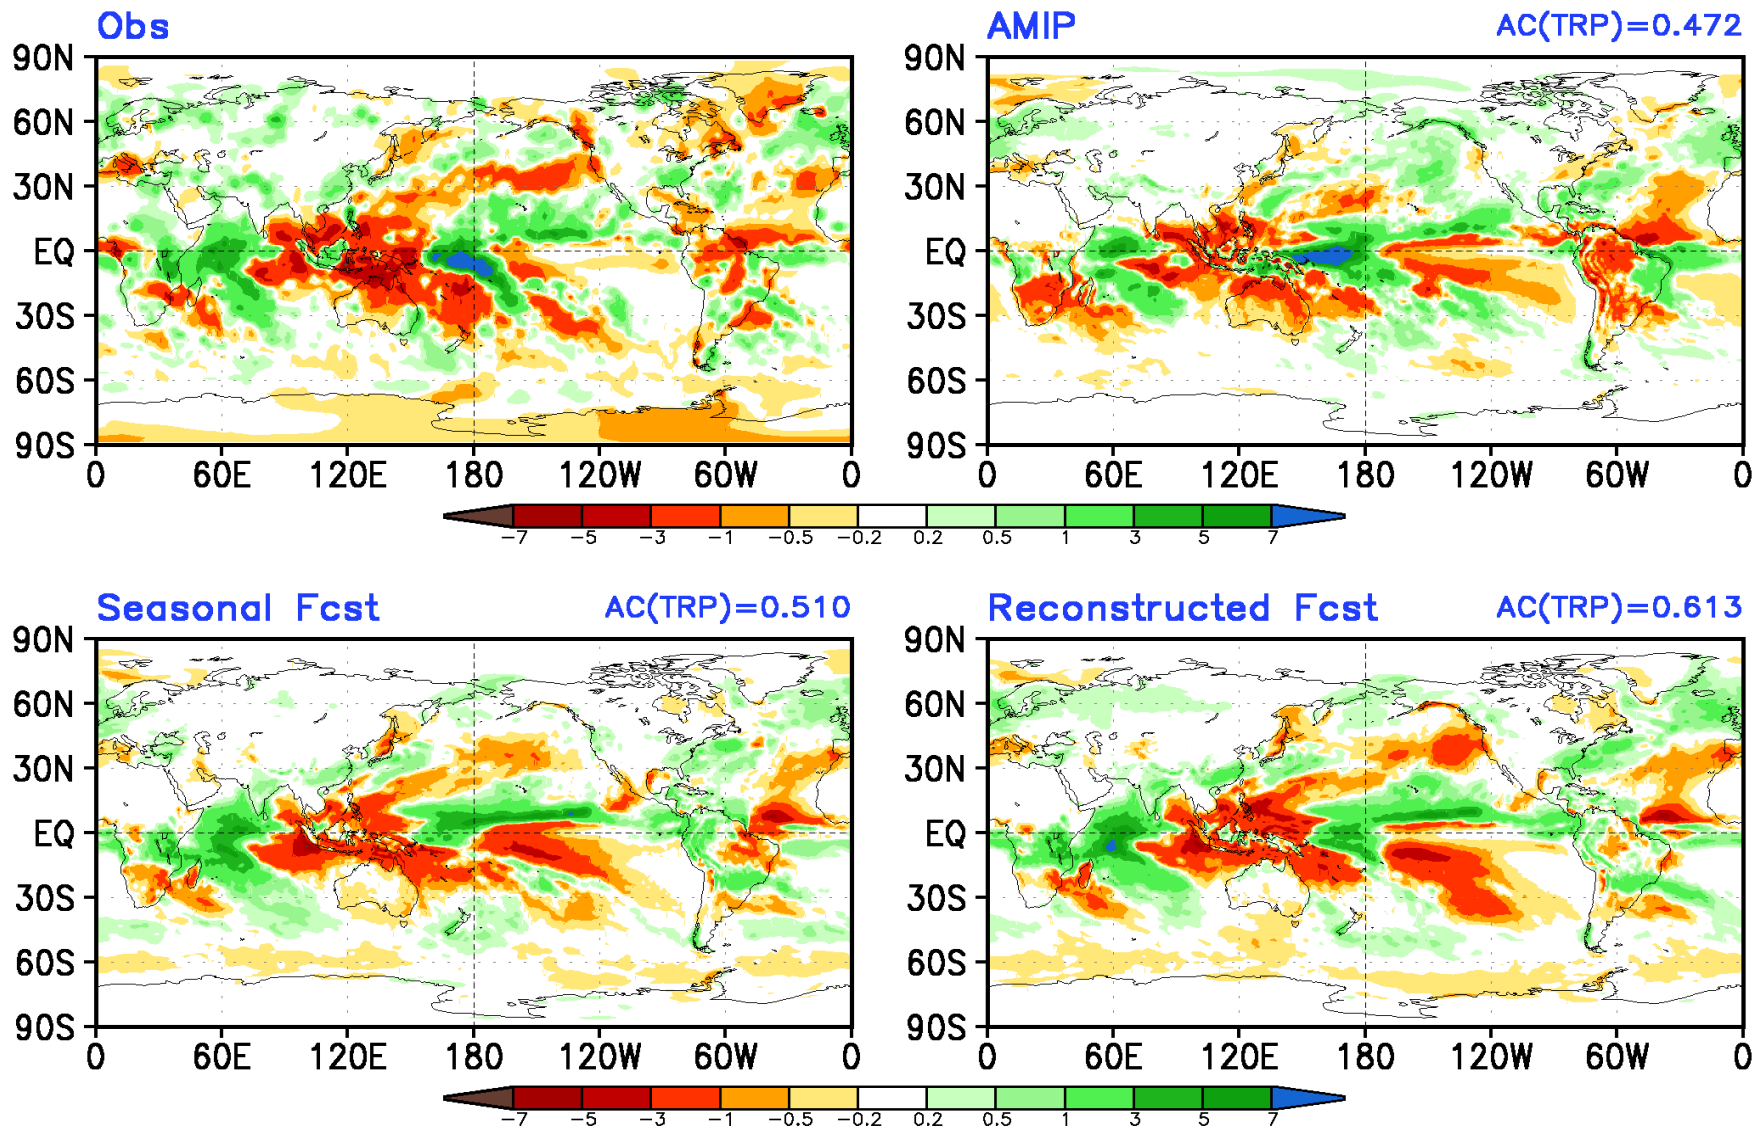 Obs
AMIP AC(TRP)=0.472
90N 90N
60N 60N
30N 30N
EQ EQ
30S 30S
60S 60S
90S 90S
0 60E 120E 180 120W 60W 0 0 60E 120E 180 120W 60W 0
-7 -5 -3 -1 -0.5 -0.2 0.2 0.5 1 3 5 7
Seasonal Fcst AC(TRP)=0.510
Reconstructed Fcst AC(TRP)=0.613
90N 90N
60N 60N
30N 30N
EQ EQ
30S 30S
60S 60S
90S 90S
0 60E 120E 180 120W 60W 0 0 60E 120E 180 120W 60W 0
-7 -5 -3 -1 -0.5 -0.2 0.2 0.5 1 3 5 7